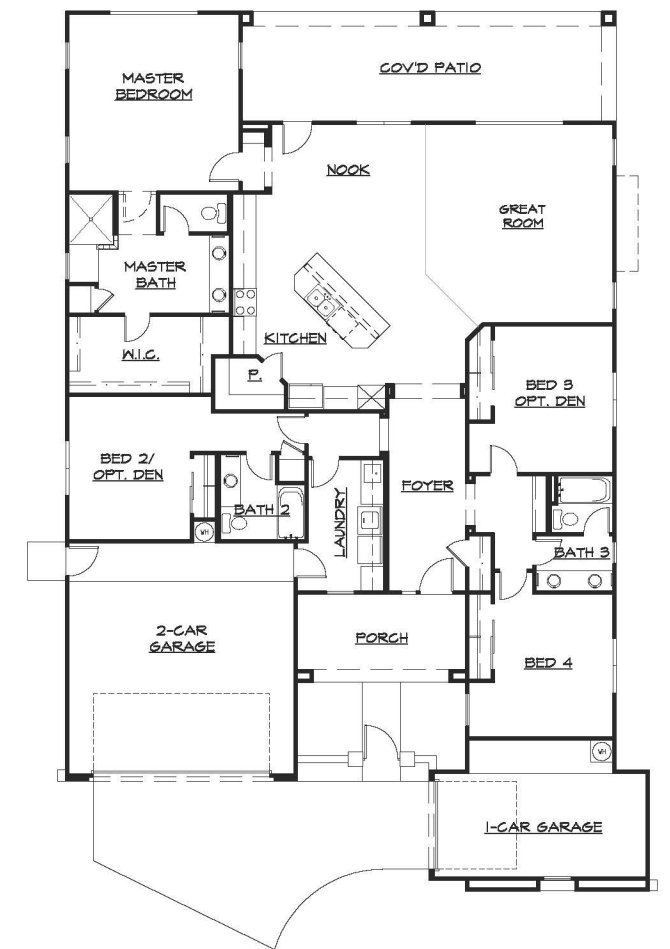 MASTER
BEDROOM
COV'D PATIO
NOOK
GREAT
ROOM
MASTER
BATH
KITCHEN
W.I.C.
P.
BED 3
OPT. DEN
BED 2/
OPT. DEN
BATH 2
LAUNDRY
FOYER
WH
BATH 3
2-CAR
GARAGE
PORCH
BED 4
WH
1-CAR GARAGE